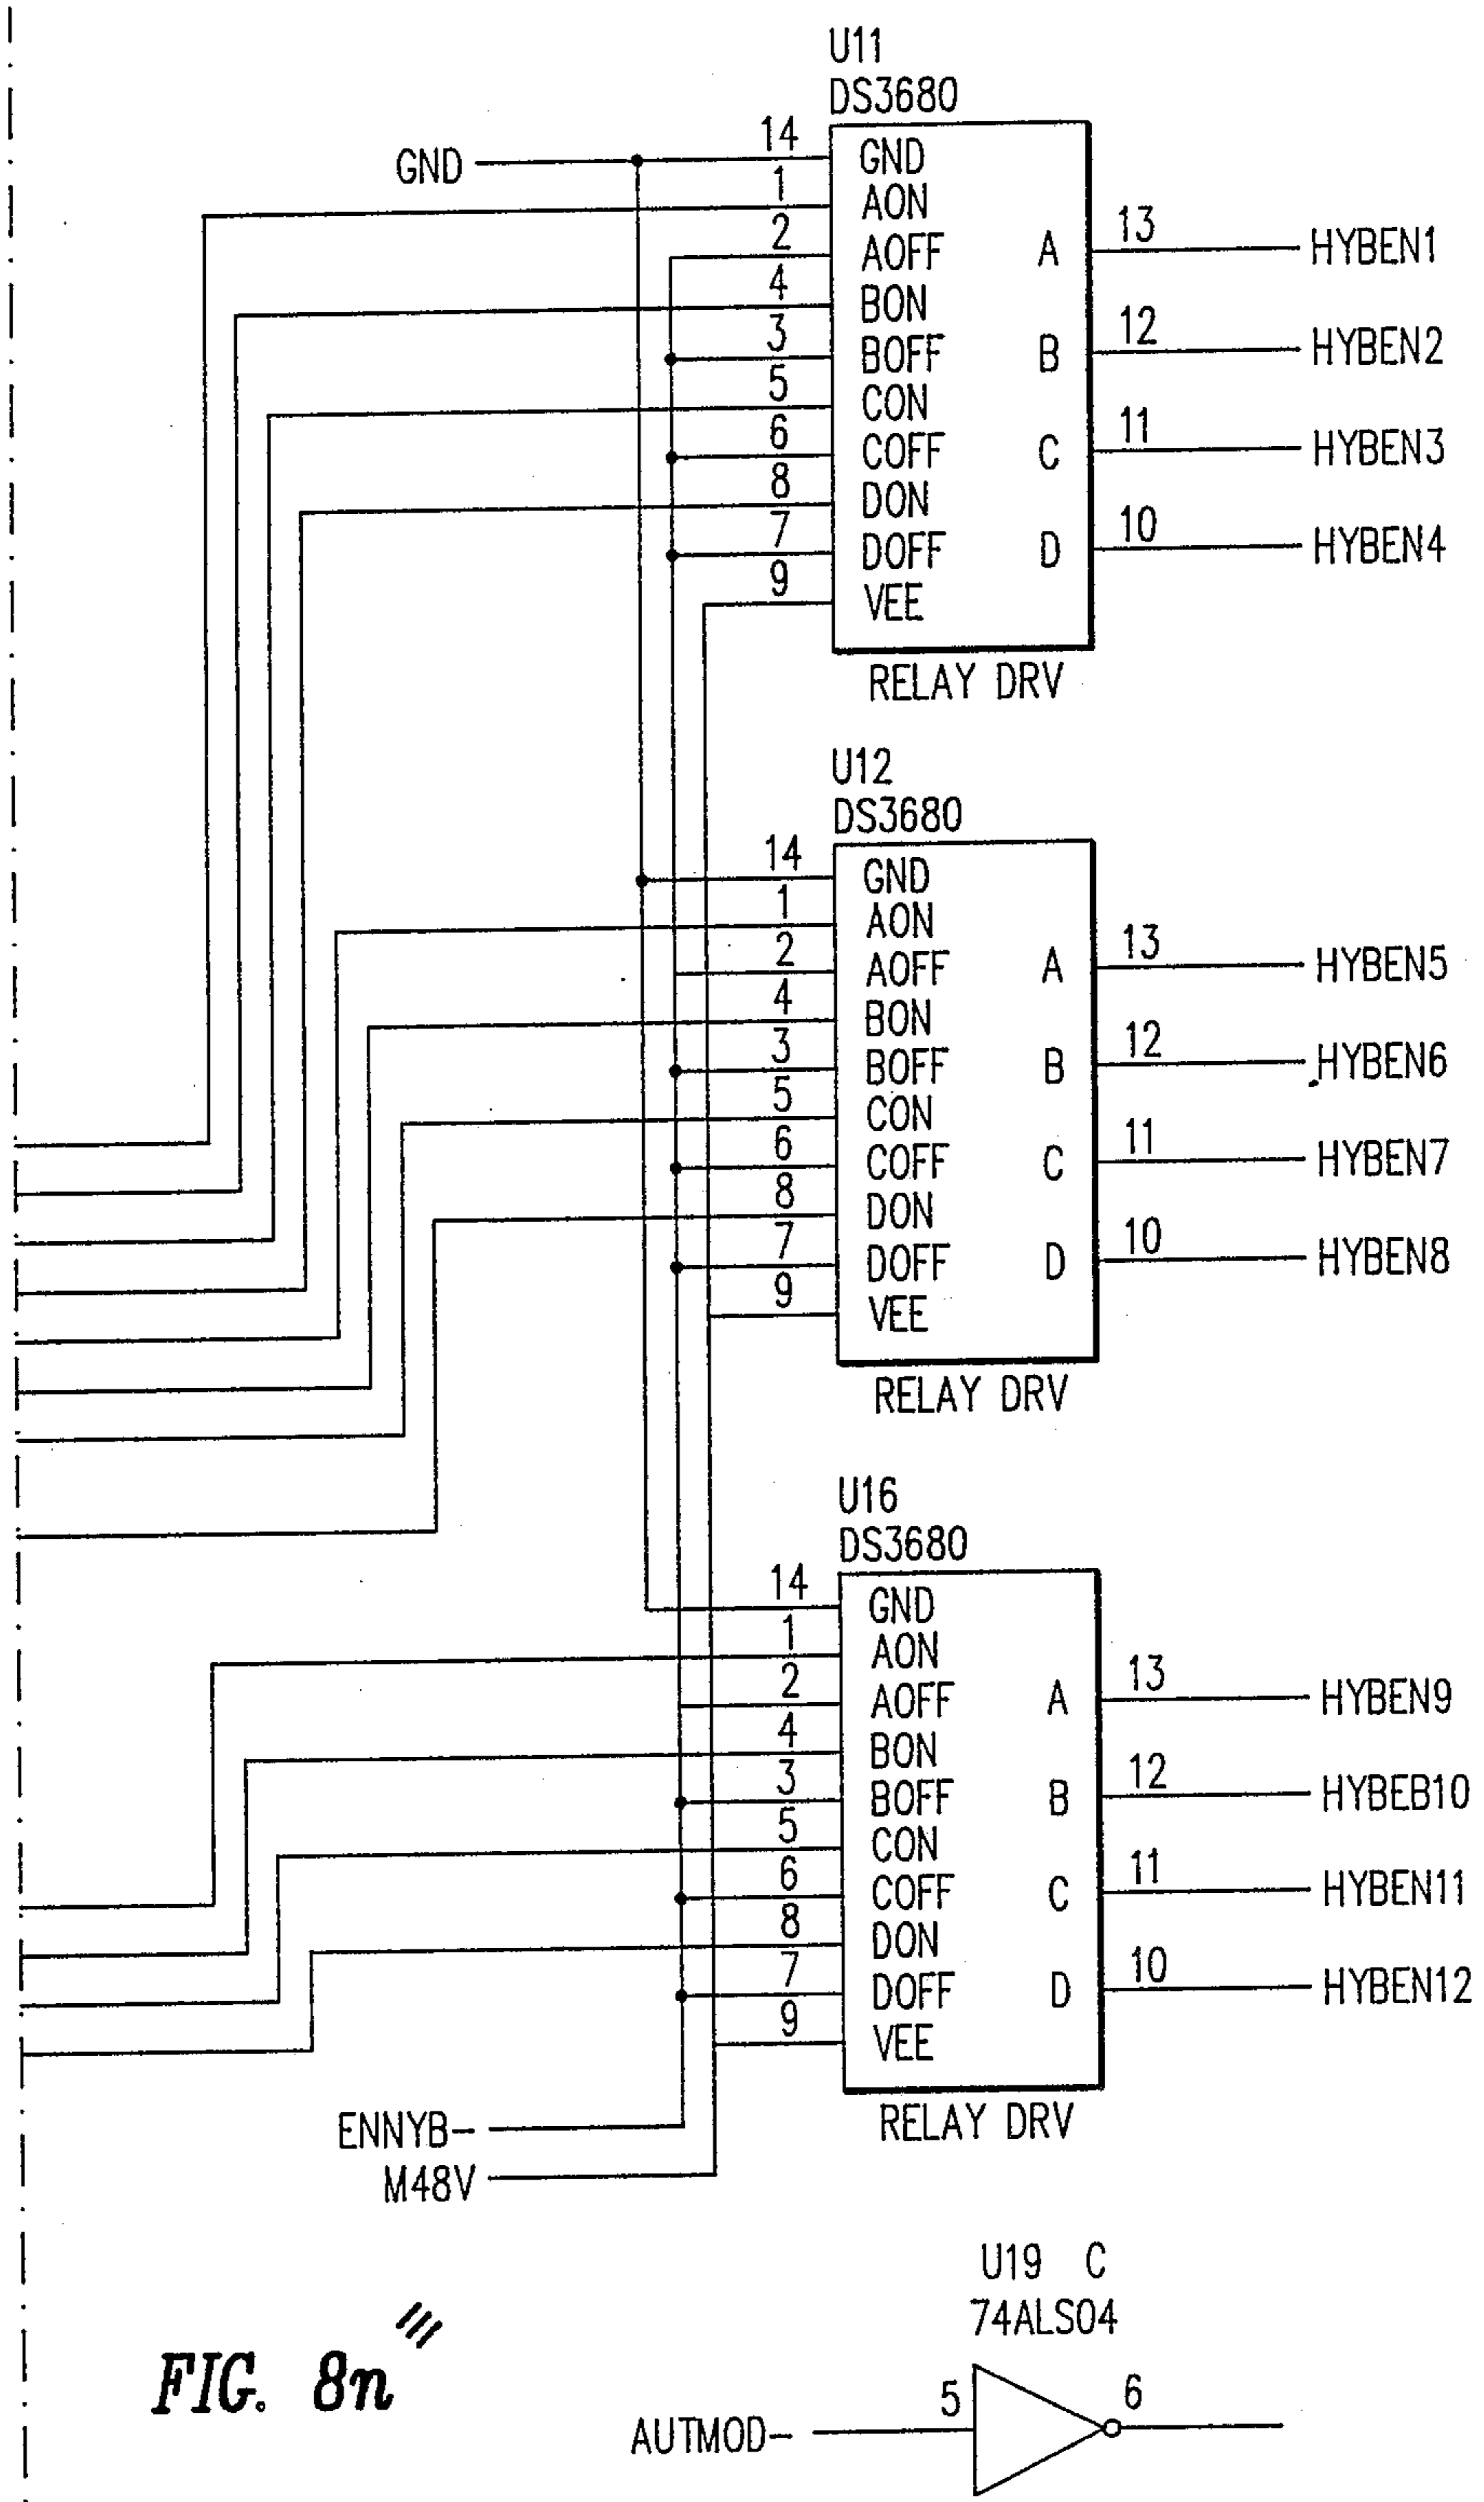 U11
DS3680
GND
14 GND
1 AON
2 AOFF
A 13 HYBEN1
4 BON
3 BOFF
B 12 HYBEN2
5 CON
6 COFF
C 11 HYBEN3
8 DON
7 DOFF
D 10 HYBEN4
9 VEE
RELAY DRV
U12
DS3680
14 GND
1 AON
2 AOFF
A 13 HYBEN5
4 BON
3 BOFF
B 12 HYBEN6
5 CON
6 COFF
C 11 HYBEN7
8 DON
7 DOFF
D 10 HYBEN8
9 VEE
RELAY DRV
U16
DS3680
14 GND
1 AON
2 AOFF
A 13 HYBEN9
4 BON
3 BOFF
B 12 HYBEB10
5 CON
6 COFF
C 11 HYBEN11
8 DON
7 DOFF
D 10 HYBEN12
9 VEE
RELAY DRV
ENNYB-
M48V
U19 C
74ALS04
5 6
AUTMOD-
FIG. 8n'''